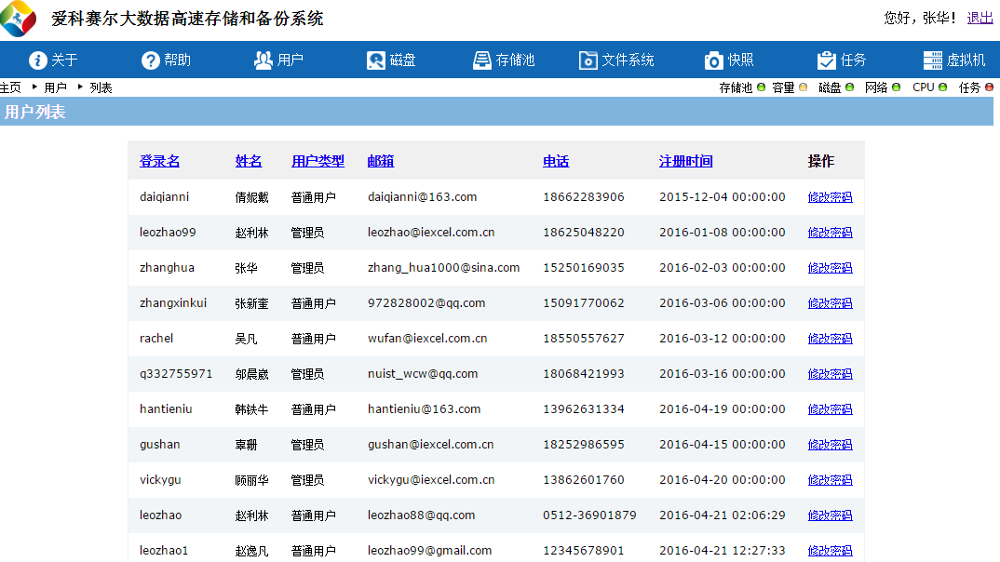 爱科赛尔大数据高速存储和备份系统
您好，张华！ 退出
关于 帮助 用户 磁盘 存储池 文件系统 快照 任务 虚拟机
主页 用户 列表 存储池 容量 磁盘 网络 CPU 任务
用户列表
登录名 姓名 用户类型 邮箱 电话 注册时间 操作
daiqianni 倩妮戴 普通用户 daiqianni@163.com 18662283906 2015-12-04 00:00:00 修改密码
leozhao99 赵利林 管理员 leozhao@iexcel.com.cn 18625048220 2016-01-08 00:00:00 修改密码
zhanghua 张华 管理员 zhang_hua1000@sina.com 15250169035 2016-02-03 00:00:00 修改密码
zhangxinkui 张新奎 普通用户 972828002@qq.com 15091770062 2016-03-06 00:00:00 修改密码
rachel 吴凡 普通用户 wufan@iexcel.com.cn 18550557627 2016-03-12 00:00:00 修改密码
q332755971 邬晨崴 管理员 nuist_wcw@qq.com 18068421993 2016-03-16 00:00:00 修改密码
hantieniu 韩铁牛 普通用户 hantieniu@163.com 13962631334 2016-04-19 00:00:00 修改密码
gushan 辜珊 管理员 gushan@iexcel.com.cn 18252986595 2016-04-15 00:00:00 修改密码
vickygu 顾丽华 管理员 vickygu@iexcel.com.cn 13862601760 2016-04-20 00:00:00 修改密码
leozhao 赵利林 普通用户 leozhao88@qq.com 0512-36901879 2016-04-21 02:06:29 修改密码
leozhao1 赵逸凡 普通用户 leozhao99@gmail.com 12345678901 2016-04-21 12:27:33 修改密码